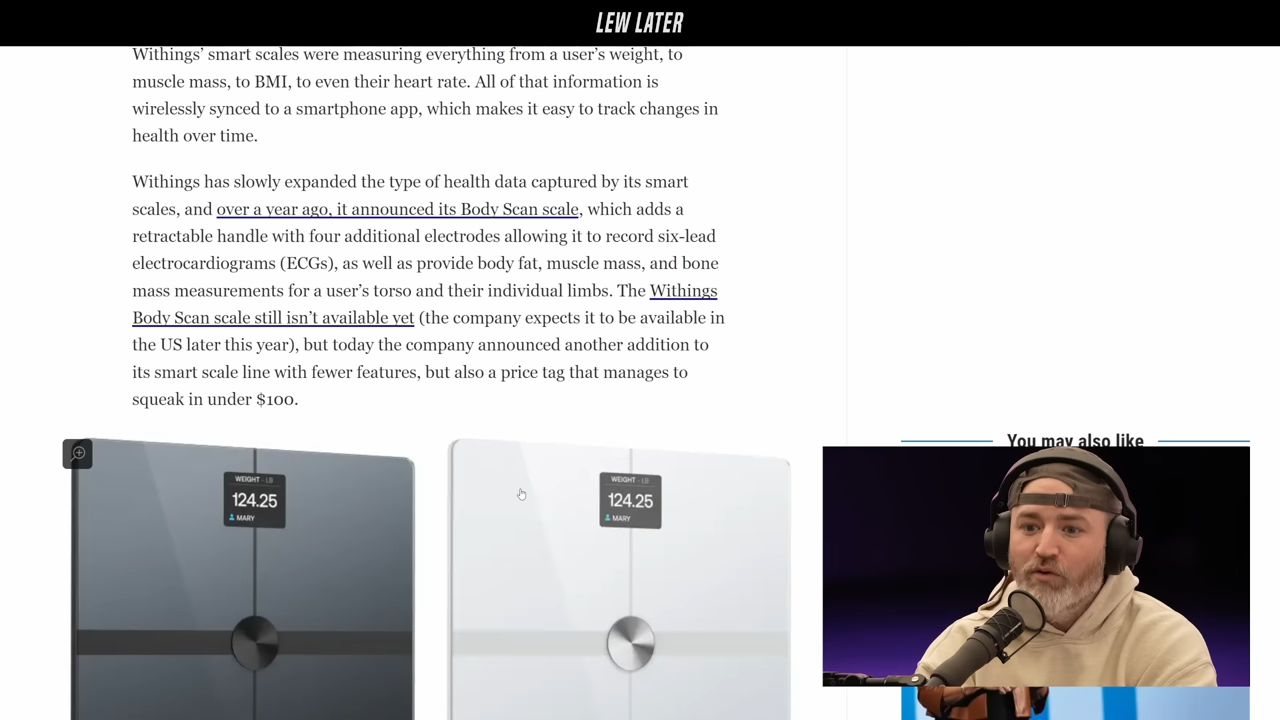 LEW LATER
Withings’ smart scales were measuring everything from a user’s weight, to
muscle mass, to BMI, to even their heart rate. All of that information is
wirelessly synced to a smartphone app, which makes it easy to track changes in
health over time.
Withings has slowly expanded the type of health data captured by its smart
scales, and over a year ago, it announced its Body Scan scale, which adds a
retractable handle with four additional electrodes allowing it to record six-lead
electrocardiograms (ECGs), as well as provide body fat, muscle mass, and bone
mass measurements for a user’s torso and their individual limbs. The Withings
Body Scan scale still isn’t available yet (the company expects it to be available in
the US later this year), but today the company announced another addition to
its smart scale line with fewer features, but also a price tag that manages to
squeak in under $100.
You may also like
WEIGHT - LB
124.25
MARY
WEIGHT - LB
124.25
MARY